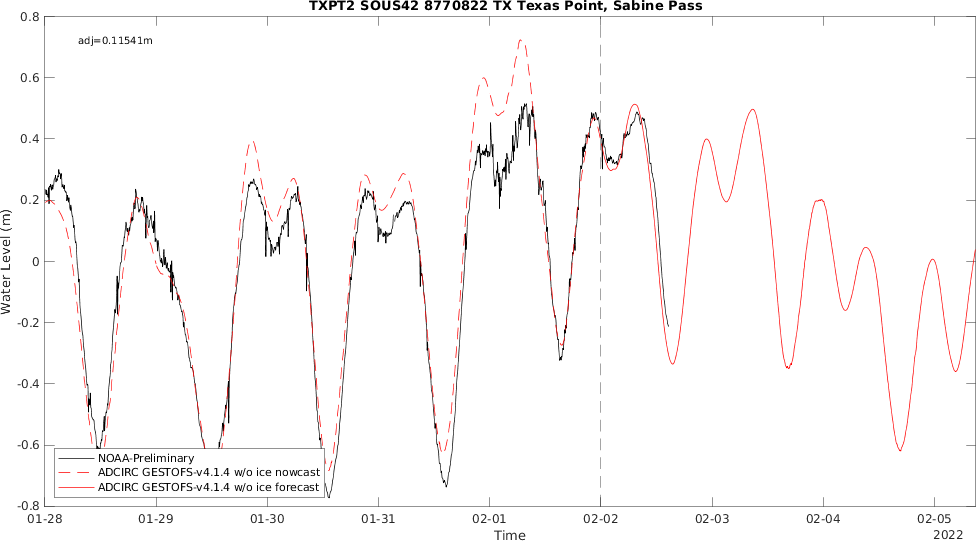 TXPT2 SOUS42 8770822 TX Texas Point, Sabine Pass
adj=0.11541m
0.8
0.6
0.4
0.2
0
-0.2
-0.4
-0.6
-0.8
Water Level (m)
NOAA-Preliminary
ADCIRC GESTOFS-v4.1.4 w/o ice nowcast
ADCIRC GESTOFS-v4.1.4 w/o ice forecast
01-28 01-29 01-30 01-31 02-01 02-02 02-03 02-04 02-05
Time
2022